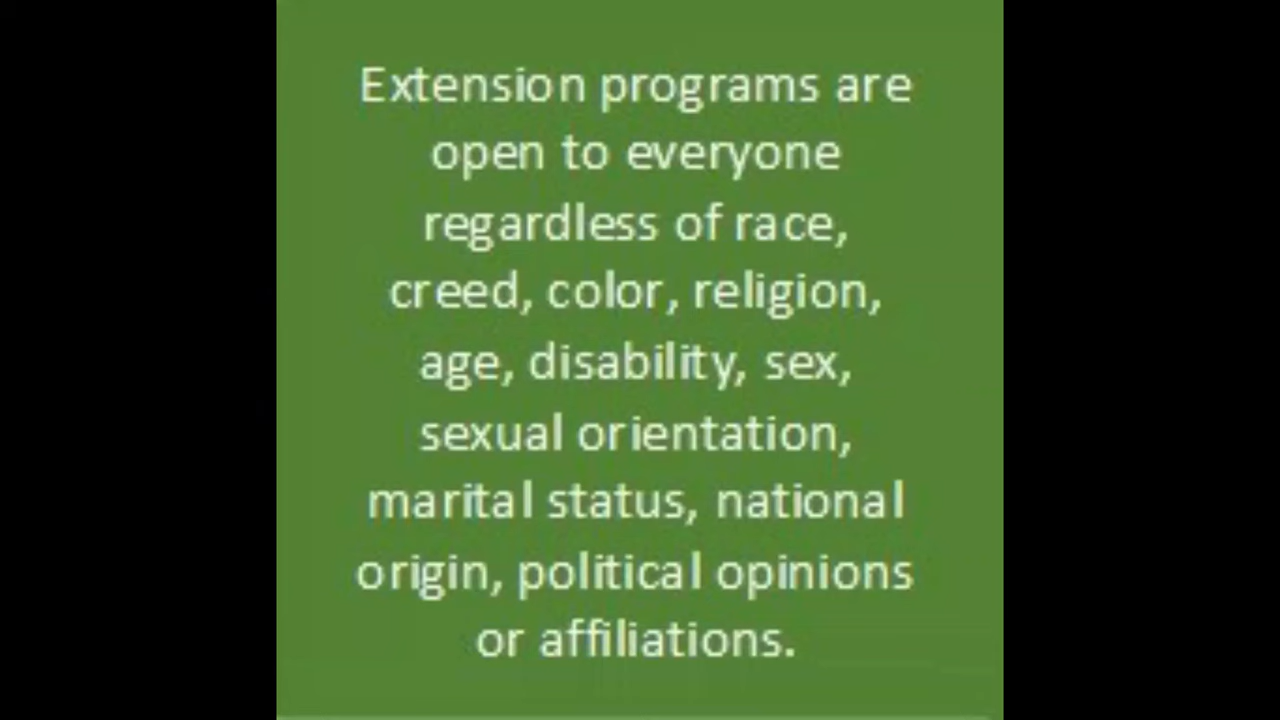 Extension programs are
open to everyone
regardless of race,
creed, color, religion,
age, disability, sex,
sexual orientation,
marital status, national
origin, political opinions
or affiliations.